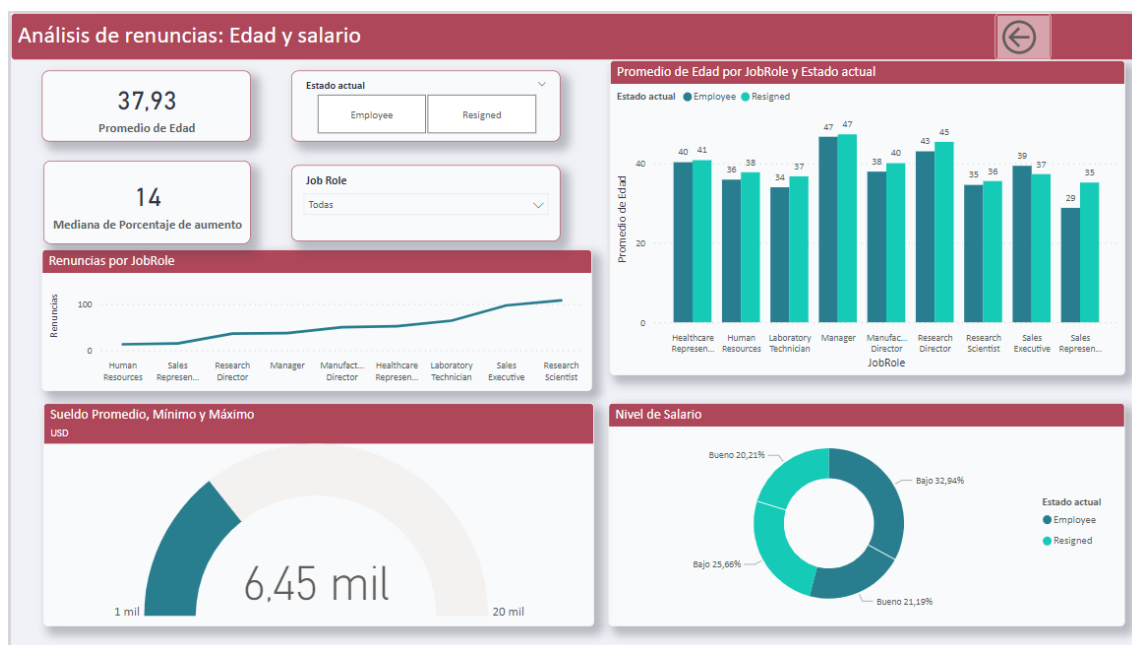 Análisis de renuncias: Edad y salario
37,93
Promedio de Edad
Estado actual
Employee
Resigned
14
Mediana de Porcentaje de aumento
Job Role
Todas
Promedio de Edad por JobRole y Estado actual
Estado actual Employee Resigned
Promedio de Edad
40
20
0
40 41
36 38
34 37
47 47
38 40
43 45
35 36
39 37
29 35
Healthcare Represen...
Human Resources
Laboratory Technician
Manager
Manufac... Director
Research Director
Research Scientist
Sales Executive
Sales Represen...
JobRole
Renuncias por JobRole
Renuncias
100
0
Human Resources
Sales Represen...
Research Director
Manager
Manufact... Director
Healthcare Represen...
Laboratory Technician
Sales Executive
Research Scientist
Sueldo Promedio, Mínimo y Máximo
USD
6,45 mil
1 mil
20 mil
Nivel de Salario
Bueno 20,21%
Bajo 32,94%
Bajo 25,66%
Bueno 21,19%
Estado actual
Employee
Resigned